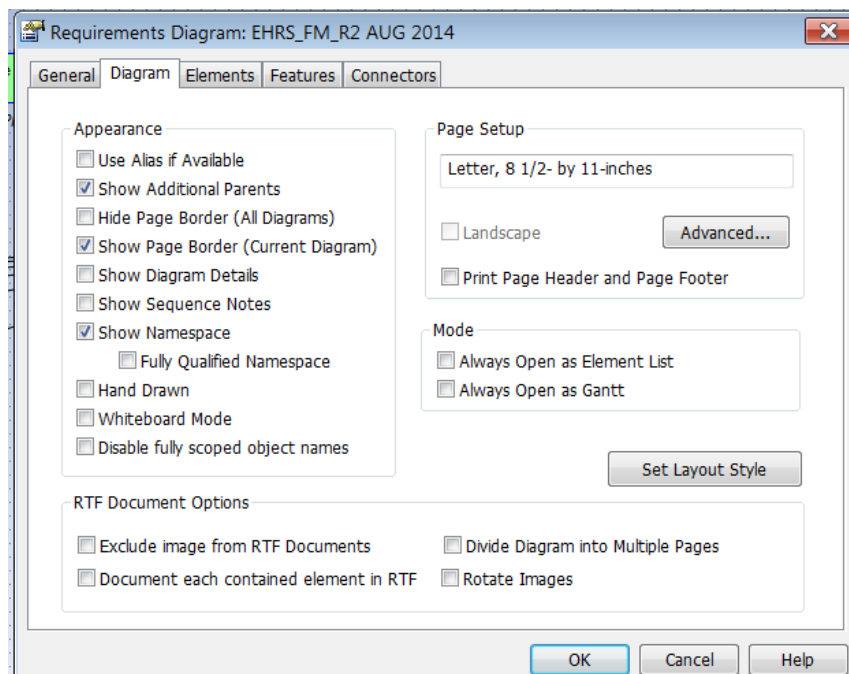 Requirements Diagram: EHRS_FM_R2 AUG 2014
General Diagram Elements Features Connectors
Appearance
Use Alias if Available
Show Additional Parents
Hide Page Border (All Diagrams)
Show Page Border (Current Diagram)
Show Diagram Details
Show Sequence Notes
Show Namespace
Fully Qualified Namespace
Hand Drawn
Whiteboard Mode
Disable fully scoped object names
Page Setup
Letter, 8 1/2- by 11-inches
Landscape
Advanced...
Print Page Header and Page Footer
Mode
Always Open as Element List
Always Open as Gantt
Set Layout Style
RTF Document Options
Exclude image from RTF Documents
Divide Diagram into Multiple Pages
Document each contained element in RTF
Rotate Images
OK Cancel Help